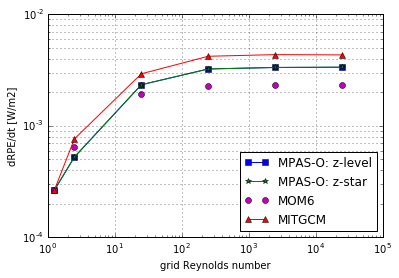 10^-2
10^-3
10^-4
dRPE/dt [W/m2]
MPAS-O: z-level
MPAS-O: z-star
MOM6
MITGCM
10^0 10^1 10^2 10^3 10^4 10^5
grid Reynolds number